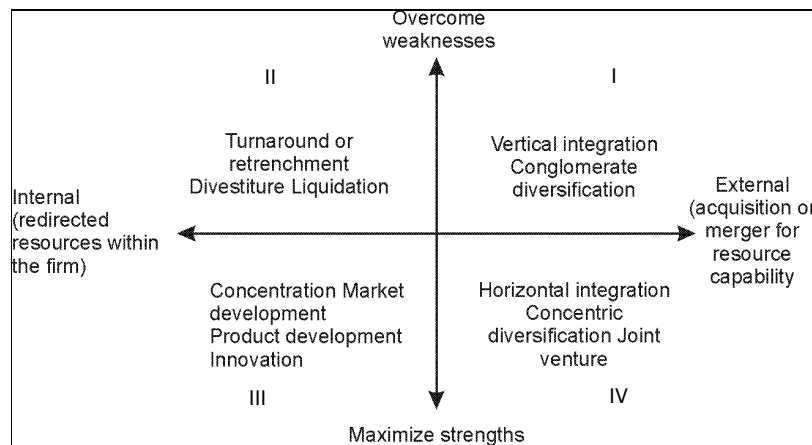 Overcome
weaknesses
II
I
Turnaround or
retrenchment
Divestiture Liquidation
Vertical integration
Conglomerate
diversification
Internal
(redirected
resources within
the firm)
External
(acquisition or
merger for
resource
capability
Concentration Market
development
Product development
Innovation
Horizontal integration
Concentric
diversification Joint
venture
III
IV
Maximize strengths